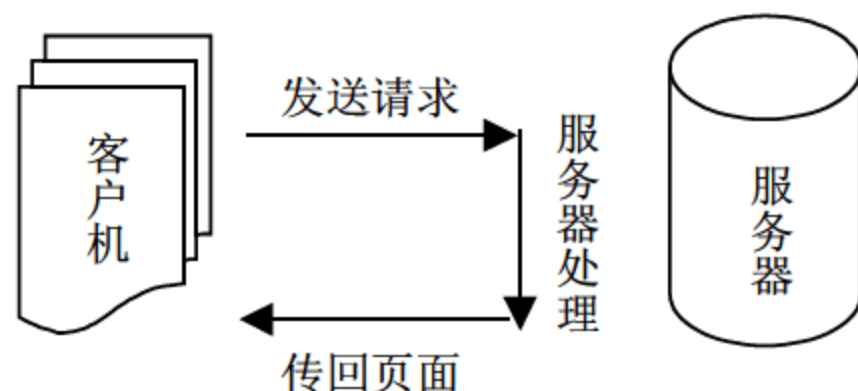 客户机
发送请求
服务器处理
传回页面
服务器